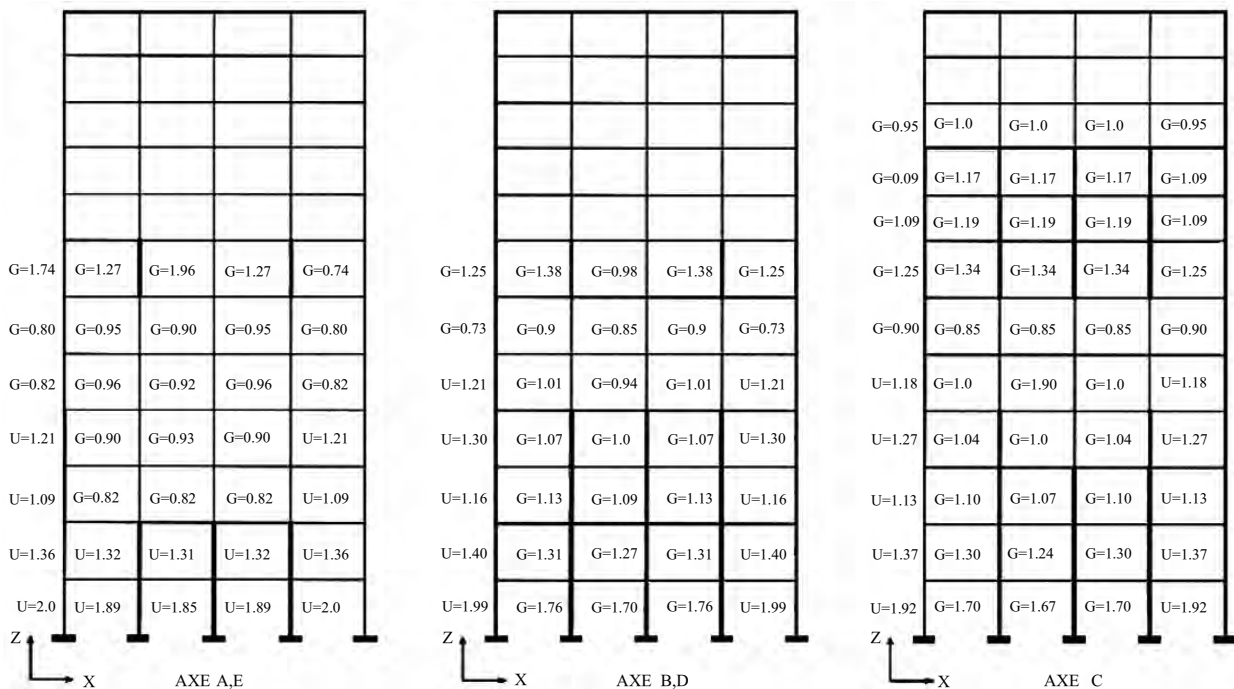 G=0.95 G=1.0 G=1.0 G=1.0 G=0.95
G=0.09 G=1.17 G=1.17 G=1.17 G=1.09
G=1.09 G=1.19 G=1.19 G=1.19 G=1.09
G=1.74 G=1.27 G=1.96 G=1.27 G=0.74 G=1.25 G=1.38 G=0.98 G=1.38 G=1.25 G=1.25 G=1.34 G=1.34 G=1.34 G=1.25
G=0.80 G=0.95 G=0.90 G=0.95 G=0.80 G=0.73 G=0.9 G=0.85 G=0.9 G=0.73 G=0.90 G=0.85 G=0.85 G=0.85 G=0.90
G=0.82 G=0.96 G=0.92 G=0.96 G=0.82 U=1.21 G=1.01 G=0.94 G=1.01 U=1.21 U=1.18 G=1.0 G=1.90 G=1.0 U=1.18
U=1.21 G=0.90 G=0.93 G=0.90 U=1.21 U=1.30 G=1.07 G=1.0 G=1.07 U=1.30 U=1.27 G=1.04 G=1.0 G=1.04 U=1.27
U=1.09 G=0.82 G=0.82 G=0.82 U=1.09 U=1.16 G=1.13 G=1.09 G=1.13 U=1.16 U=1.13 G=1.10 G=1.07 G=1.10 U=1.13
U=1.36 U=1.32 U=1.31 U=1.32 U=1.36 U=1.40 G=1.31 G=1.27 G=1.31 U=1.40 U=1.37 G=1.30 G=1.24 G=1.30 U=1.37
U=2.0 U=1.89 U=1.85 U=1.89 U=2.0 U=1.99 G=1.76 G=1.70 G=1.76 U=1.99 U=1.92 G=1.70 G=1.67 G=1.70 U=1.92
Z Z Z
X AXE A,E X AXE B,D X AXE C